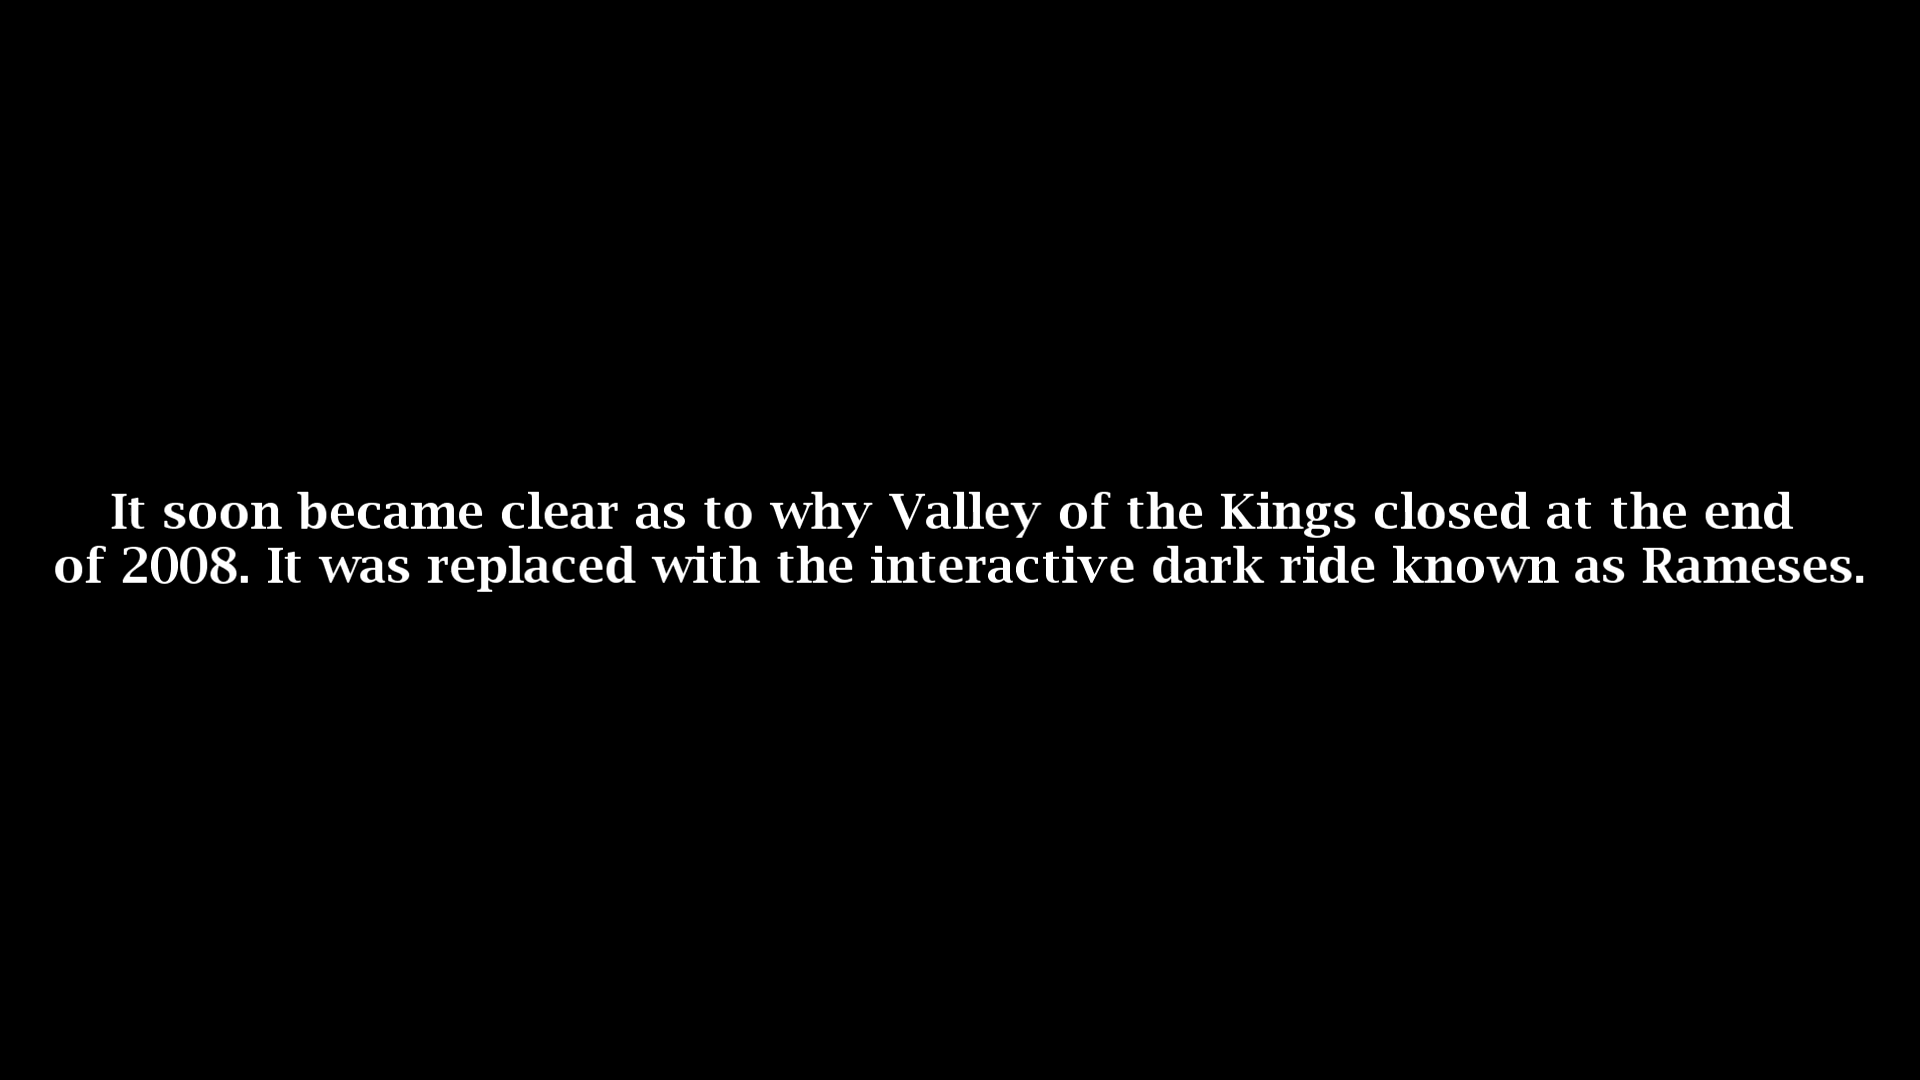 It soon became clear as to why Valley of the Kings closed at the end
of 2008. It was replaced with the interactive dark ride known as Rameses.